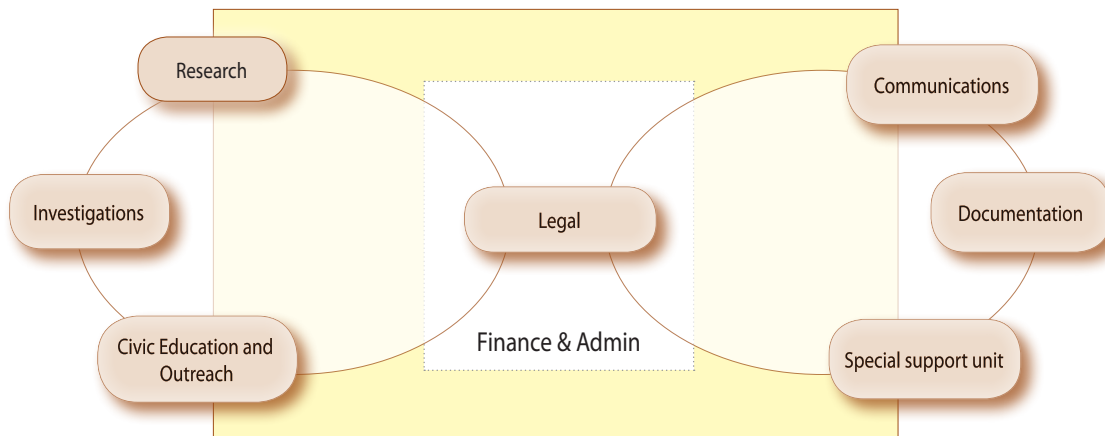 Research
Communications
Investigations
Legal
Documentation
Finance & Admin
Civic Education and
Outreach
Special support unit